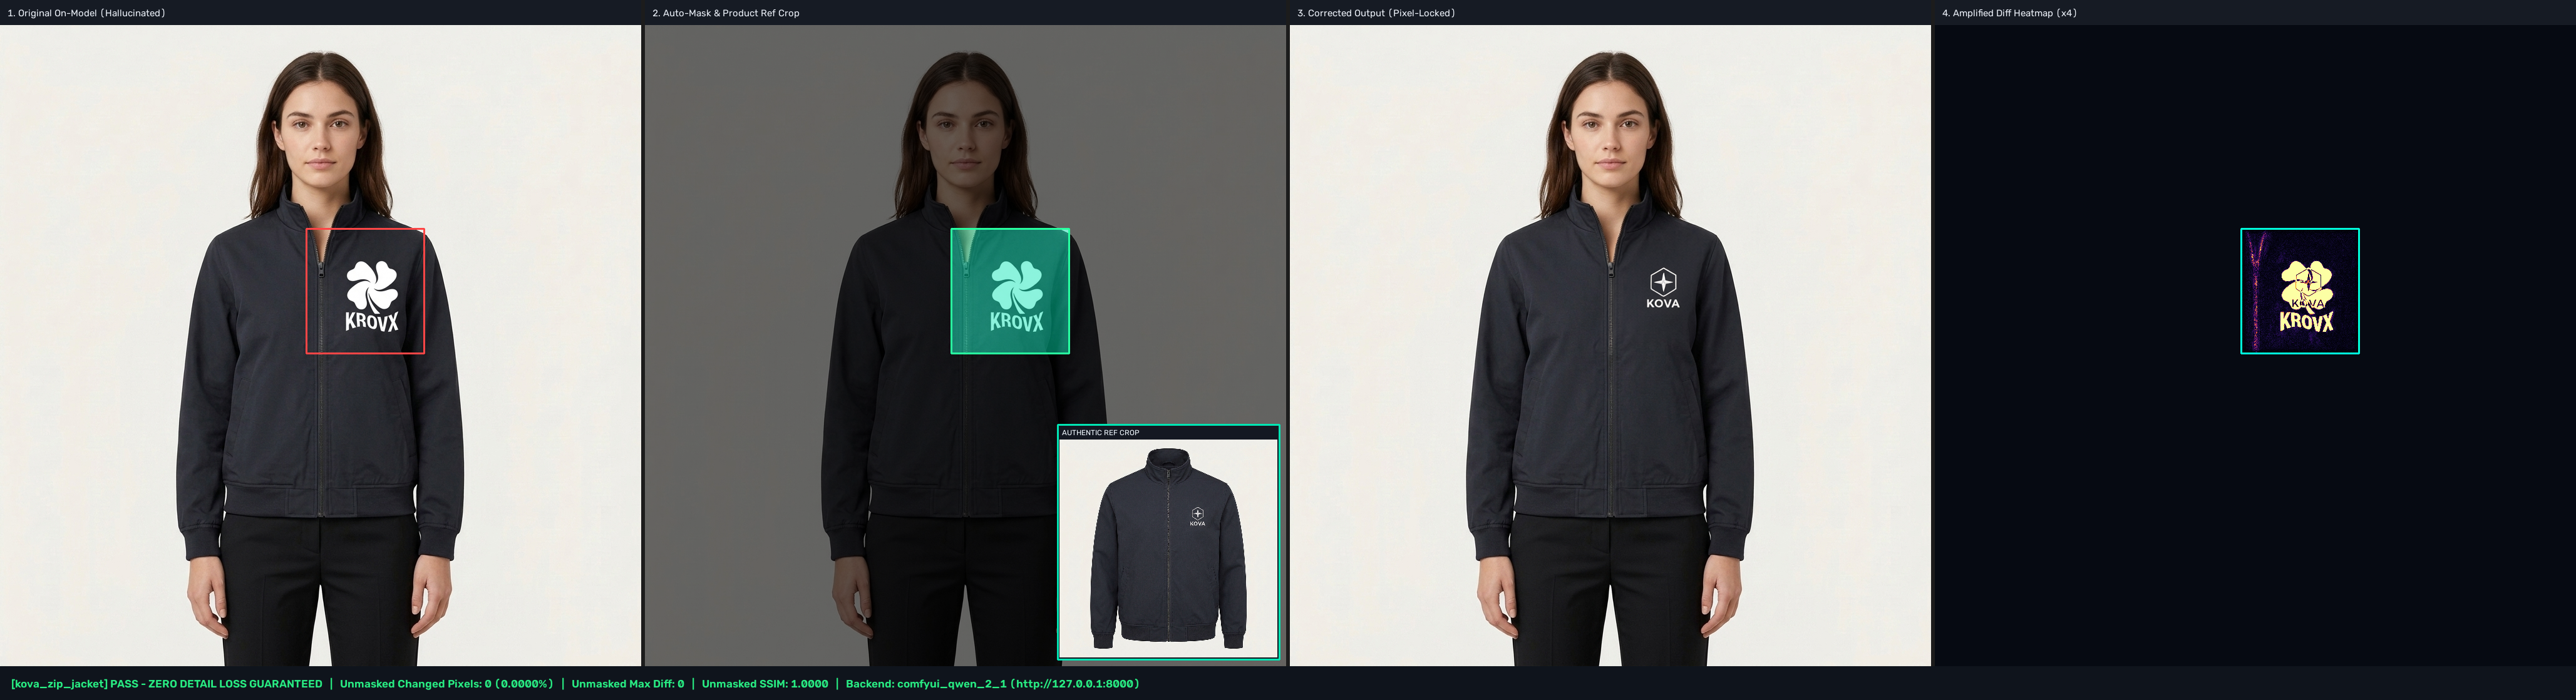 1. Original On-Model (Hallucinated)
2. Auto-Mask & Product Ref Crop
3. Corrected Output (Pixel-Locked)
4. Amplified Diff Heatmap (x4)
KROVX
KROVX
KOVA
KOVA
KROVX
AUTHENTIC REF CROP
KOVA
[kova_zip_jacket] PASS - ZERO DETAIL LOSS GUARANTEED | Unmasked Changed Pixels: 0 (0.0000%) | Unmasked Max Diff: 0 | Unmasked SSIM: 1.0000 | Backend: comfyui_qwen_2_1 (http://127.0.0.1:8000)